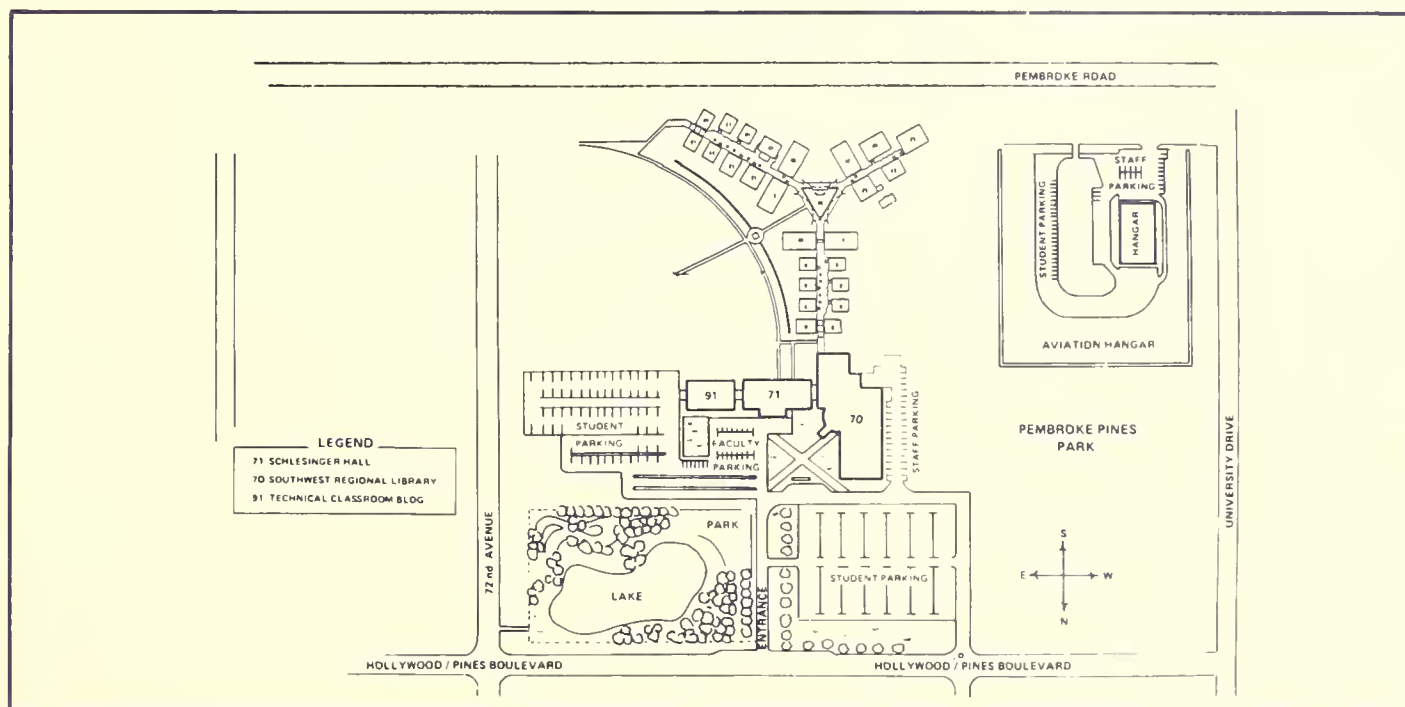 PEMBROKE ROAD
STAFF
PARKING
STUDENT PARKING
HANGAR
AVIATION HANGAR
91
71
70
STUDENT
PARKING
FACULTY
PARKING
STAFF PARKING
PEMBROKE PINES
PARK
UNIVERSITY DRIVE
LEGEND
71 SCHLESINGER HALL
70 SOUTHWEST REGIONAL LIBRARY
91 TECHNICAL CLASSROOM BLDG
72 nd AVENUE
PARK
LAKE
ENTRANCE
STUDENT PARKING
S
E W
N
HOLLYWOOD / PINES BOULEVARD
HOLLYWOOD / PINES BOULEVARD